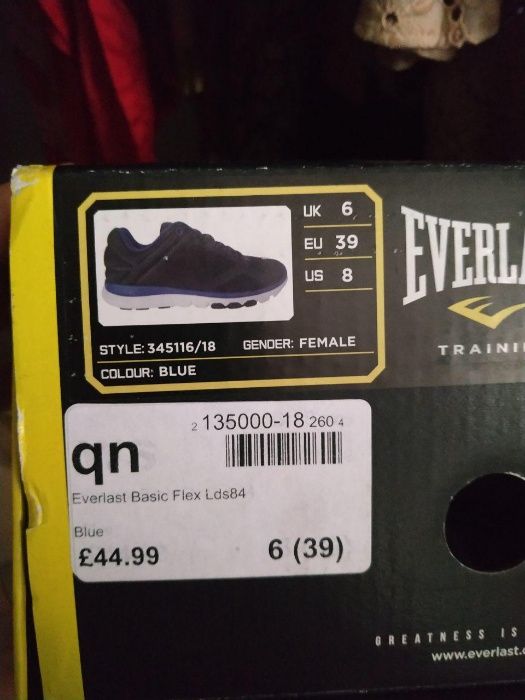 UK 6
EU 39
US 8
STYLE: 345116/18 GENDER: FEMALE
COLOUR: BLUE
EVERL
TRAINI
2 135000-18 260 4
qn
Everlast Basic Flex Lds84
Blue
£44.99 6 (39)
GREATNESS IS
www.everlast.